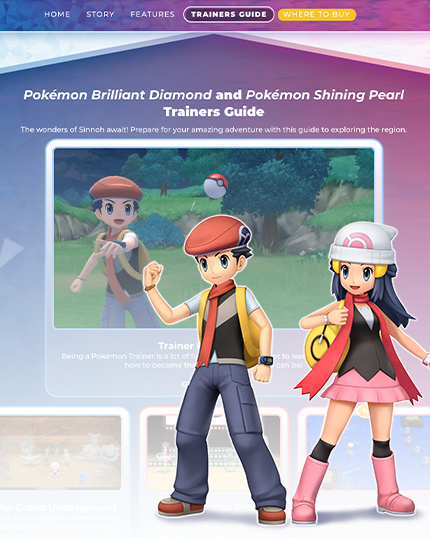 HOME STORY FEATURES TRAINERS GUIDE WHERE TO BUY
Pokémon Brilliant Diamond and Pokémon Shining Pearl
Trainers Guide
The wonders of Sinnoh await! Prepare for your amazing adventure with this guide to exploring the region.
Trainer
Being a Pokémon Trainer is a lot of
how to become the be!
Grand Underground